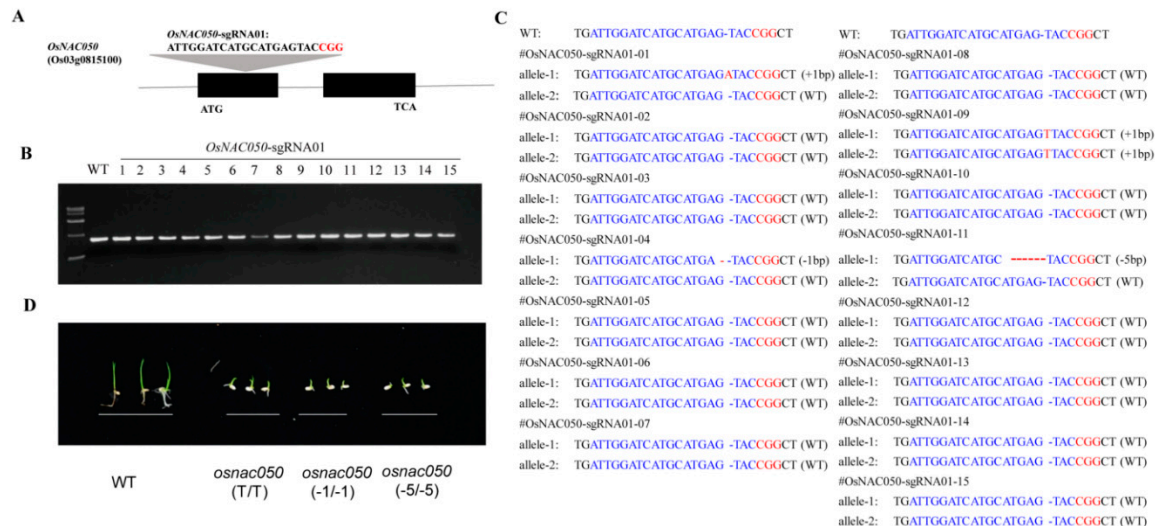 A
OsNAC050-sgRNA01:
ATTGGATCATGCATGAGTACCGG
OsNAC050
(Os03g0815100)
ATG
TCA
B
OsNAC050-sgRNA01
WT 1 2 3 4 5 6 7 8 9 10 11 12 13 14 15
D
WT
osnac050
(T/T)
osnac050
(-1/-1)
osnac050
(-5/-5)
C
WT: TGATTGGATCATGCATGAG-TACCGGCT
#OsNAC050-sgRNA01-01
allele-1: TGATTGGATCATGCATGAGATACCGGCT (+1bp)
allele-2: TGATTGGATCATGCATGAG -TACCGGCT (WT)
#OsNAC050-sgRNA01-02
allele-1: TGATTGGATCATGCATGAG -TACCGGCT (WT)
allele-2: TGATTGGATCATGCATGAG -TACCGGCT (WT)
#OsNAC050-sgRNA01-03
allele-1: TGATTGGATCATGCATGAG -TACCGGCT (WT)
allele-2: TGATTGGATCATGCATGAG -TACCGGCT (WT)
#OsNAC050-sgRNA01-04
allele-1: TGATTGGATCATGCATGA --TACCGGCT (-1bp)
allele-2: TGATTGGATCATGCATGAG -TACCGGCT (WT)
#OsNAC050-sgRNA01-05
allele-1: TGATTGGATCATGCATGAG -TACCGGCT (WT)
allele-2: TGATTGGATCATGCATGAG -TACCGGCT (WT)
#OsNAC050-sgRNA01-06
allele-1: TGATTGGATCATGCATGAG -TACCGGCT (WT)
allele-2: TGATTGGATCATGCATGAG -TACCGGCT (WT)
#OsNAC050-sgRNA01-07
allele-1: TGATTGGATCATGCATGAG -TACCGGCT (WT)
allele-2: TGATTGGATCATGCATGAG -TACCGGCT (WT)
WT: TGATTGGATCATGCATGAG-TACCGGCT
#OsNAC050-sgRNA01-08
allele-1: TGATTGGATCATGCATGAG -TACCGGCT (WT)
allele-2: TGATTGGATCATGCATGAG -TACCGGCT (WT)
#OsNAC050-sgRNA01-09
allele-1: TGATTGGATCATGCATGAGTTACCGGCT (+1bp)
allele-2: TGATTGGATCATGCATGAGTTACCGGCT (+1bp)
#OsNAC050-sgRNA01-10
allele-1: TGATTGGATCATGCATGAG -TACCGGCT (WT)
allele-2: TGATTGGATCATGCATGAG -TACCGGCT (WT)
#OsNAC050-sgRNA01-11
allele-1: TGATTGGATCATGC ------TACCGGCT (-5bp)
allele-2: TGATTGGATCATGCATGAG-TACCGGCT (WT)
#OsNAC050-sgRNA01-12
allele-1: TGATTGGATCATGCATGAG -TACCGGCT (WT)
allele-2: TGATTGGATCATGCATGAG -TACCGGCT (WT)
#OsNAC050-sgRNA01-13
allele-1: TGATTGGATCATGCATGAG -TACCGGCT (WT)
allele-2: TGATTGGATCATGCATGAG -TACCGGCT (WT)
#OsNAC050-sgRNA01-14
allele-1: TGATTGGATCATGCATGAG -TACCGGCT (WT)
allele-2: TGATTGGATCATGCATGAG -TACCGGCT (WT)
#OsNAC050-sgRNA01-15
allele-1: TGATTGGATCATGCATGAG -TACCGGCT (WT)
allele-2: TGATTGGATCATGCATGAG -TACCGGCT (WT)